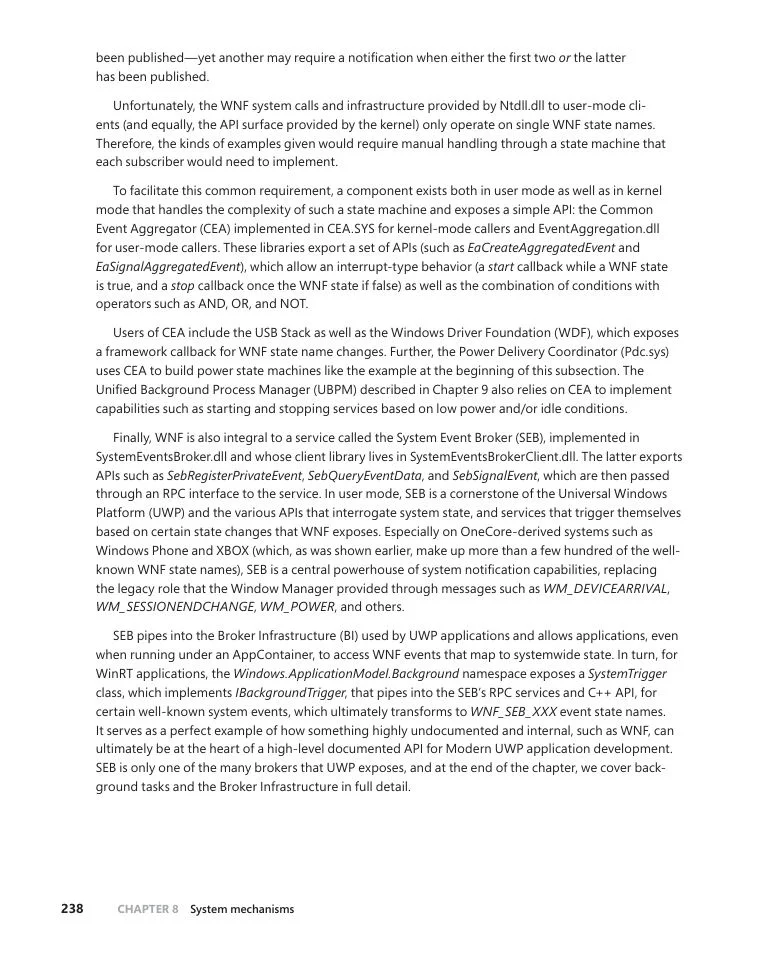 been published—yet another may require a notification when either the first two or the latter
has been published.
Unfortunately, the WNF system calls and infrastructure provided by Ntdll.dll to user-mode cli-
ents (and equally, the API surface provided by the kernel) only operate on single WNF state names.
Therefore, the kinds of examples given would require manual handling through a state machine that
each subscriber would need to implement.
To facilitate this common requirement, a component exists both in user mode as well as in kernel
mode that handles the complexity of such a state machine and exposes a simple API: the Common
Event Aggregator (CEA) implemented in CEA.SYS for kernel-mode callers and EventAggregation.dll
for user-mode callers. These libraries export a set of APIs (such as EaCreateAggregatedEvent and
EaSignalAggregatedEvent), which allow an interrupt-type behavior (a start callback while a WNF state
is true, and a stop callback once the WNF state if false) as well as the combination of conditions with
operators such as AND, OR, and NOT.
Users of CEA include the USB Stack as well as the Windows Driver Foundation (WDF), which exposes
a framework callback for WNF state name changes. Further, the Power Delivery Coordinator (Pdc.sys)
uses CEA to build power state machines like the example at the beginning of this subsection. The
Unified Background Process Manager (UBPM) described in Chapter 9 also relies on CEA to implement
capabilities such as starting and stopping services based on low power and/or idle conditions.
Finally, WNF is also integral to a service called the System Event Broker (SEB), implemented in
SystemEventsBroker.dll and whose client library lives in SystemEventsBrokerClient.dll. The latter exports
APIs such as SebRegisterPrivateEvent, SebQueryEventData, and SebSignalEvent, which are then passed
through an RPC interface to the service. In user mode, SEB is a cornerstone of the Universal Windows
Platform (UWP) and the various APIs that interrogate system state, and services that trigger themselves
based on certain state changes that WNF exposes. Especially on OneCore-derived systems such as
Windows Phone and XBOX (which, as was shown earlier, make up more than a few hundred of the well-
known WNF state names), SEB is a central powerhouse of system notification capabilities, replacing
the legacy role that the Window Manager provided through messages such as WM_DEVICEARRIVAL,
WM_SESSIONENDCHANGE, WM_POWER, and others.
SEB pipes into the Broker Infrastructure (BI) used by UWP applications and allows applications, even
when running under an AppContainer, to access WNF events that map to systemwide state. In turn, for
WinRT applications, the Windows.ApplicationModel.Background namespace exposes a SystemTrigger
class, which implements IBackgroundTrigger, that pipes into the SEB's RPC services and C++ API, for
certain well-known system events, which ultimately transforms to WNF_SEB_XXX event state names.
It serves as a perfect example of how something highly undocumented and internal, such as WNF, can
ultimately be at the heart of a high-level documented API for Modern UWP application development.
SEB is only one of the many brokers that UWP exposes, and at the end of the chapter, we cover back-
ground tasks and the Broker Infrastructure in full detail.
238 CHAPTER 8 System mechanisms